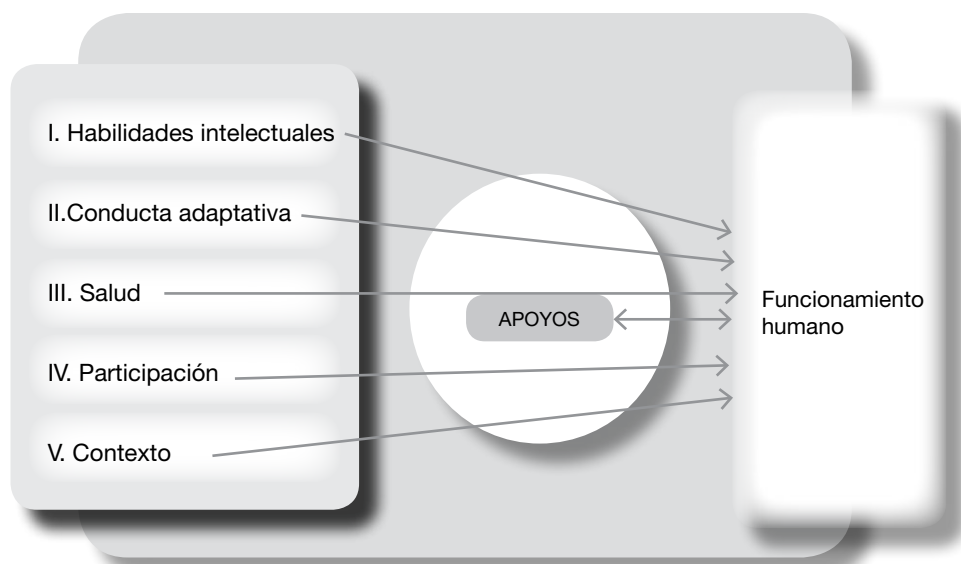 I. Habilidades intelectuales
II.Conducta adaptativa
III. Salud
IV. Participación
V. Contexto
APOYOS
Funcionamiento
humano